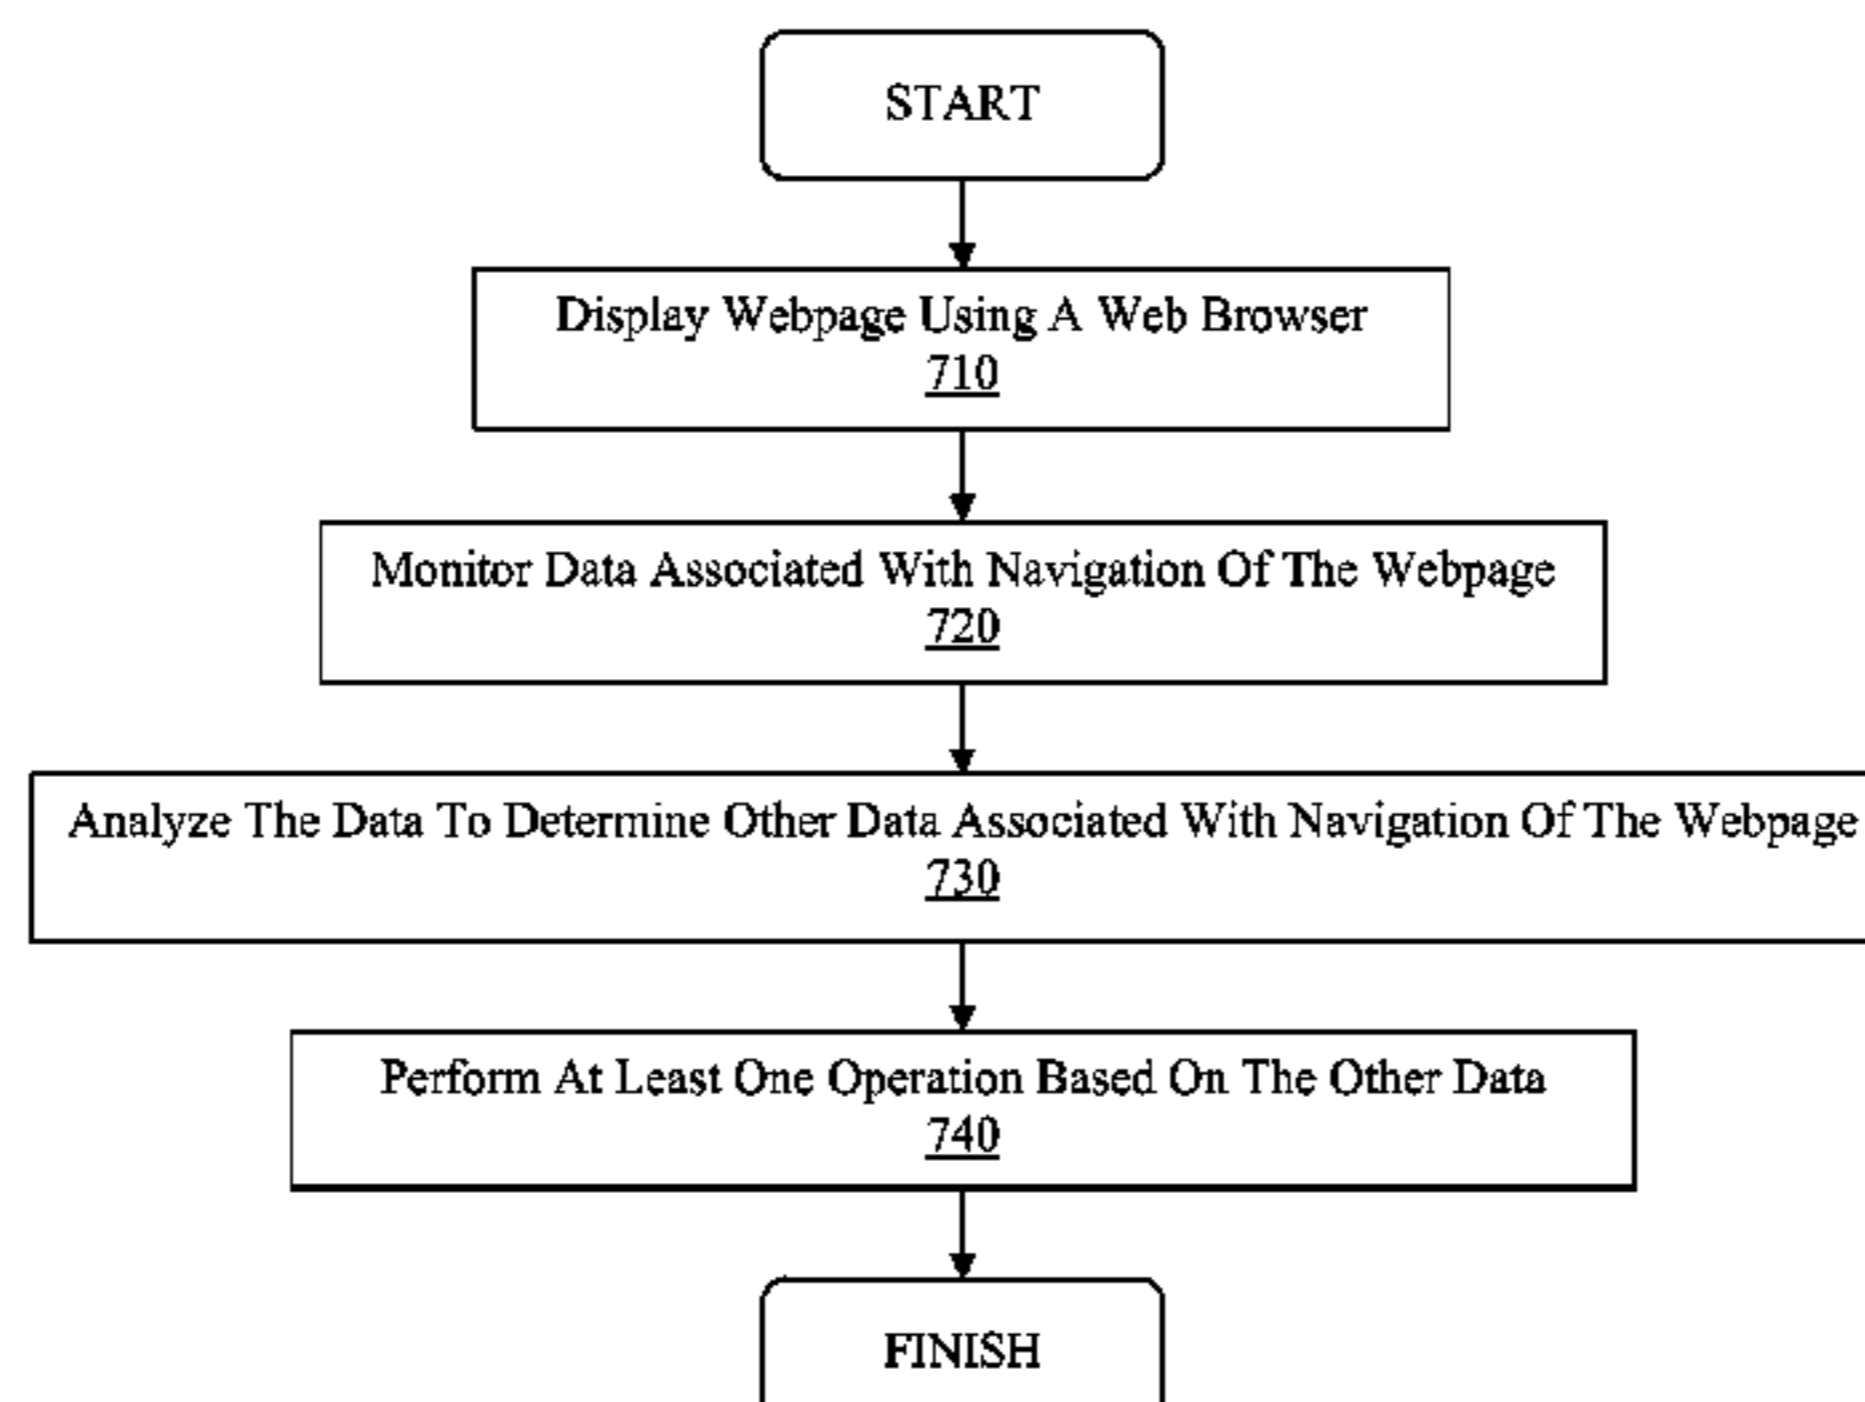 START
Display Webpage Using A Web Browser
710
Monitor Data Associated With Navigation Of The Webpage
720
Analyze The Data To Determine Other Data Associated With Navigation Of The Webpage
730
Perform At Least One Operation Based On The Other Data
740
FINISH